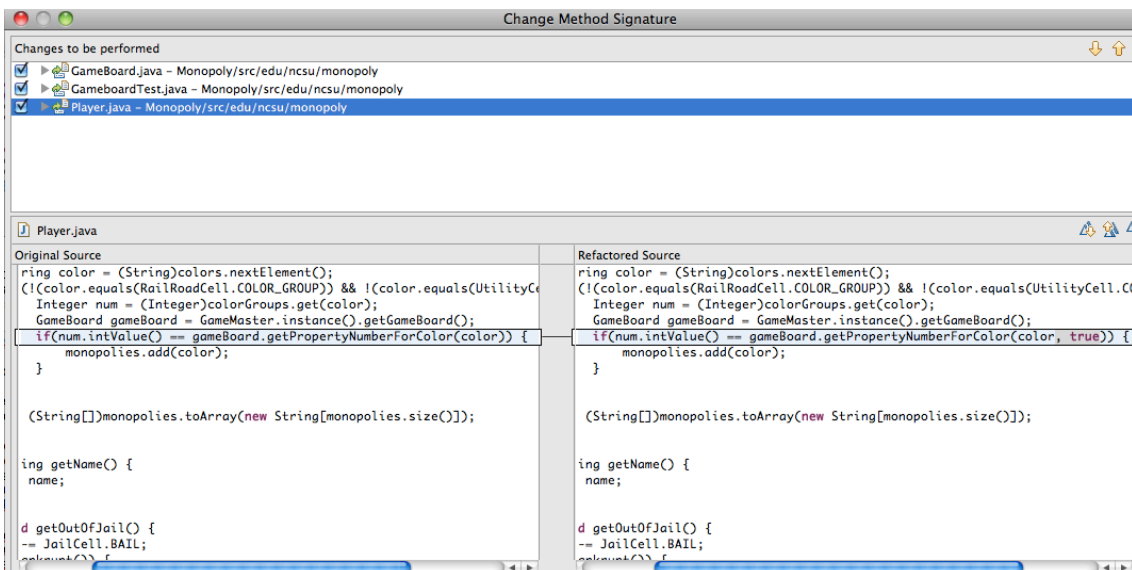 Change Method Signature
Changes to be performed
GameBoard.java – Monopoly/src/edu/ncsu/monopoly
GameboardTest.java – Monopoly/src/edu/ncsu/monopoly
Player.java – Monopoly/src/edu/ncsu/monopoly
Player.java
Original Source
ring color = (String)colors.nextElement();
(!(color.equals(RailRoadCell.COLOR_GROUP)) && !(color.equals(UtilityCe
Integer num = (Integer)colorGroups.get(color);
GameBoard gameBoard = GameMaster.instance().getGameBoard();
if(num.intValue() == gameBoard.getPropertyNumberForColor(color)) {
monopolies.add(color);
}
(String[])monopolies.toArray(new String[monopolies.size()]);
ing getName() {
name;
d getOutOfJail() {
-= JailCell.BAIL;
Refactored Source
ring color = (String)colors.nextElement();
(!(color.equals(RailRoadCell.COLOR_GROUP)) && !(color.equals(UtilityCell.CO
Integer num = (Integer)colorGroups.get(color);
GameBoard gameBoard = GameMaster.instance().getGameBoard();
if(num.intValue() == gameBoard.getPropertyNumberForColor(color, true)) {
monopolies.add(color);
}
(String[])monopolies.toArray(new String[monopolies.size()]);
ing getName() {
name;
d getOutOfJail() {
-= JailCell.BAIL;